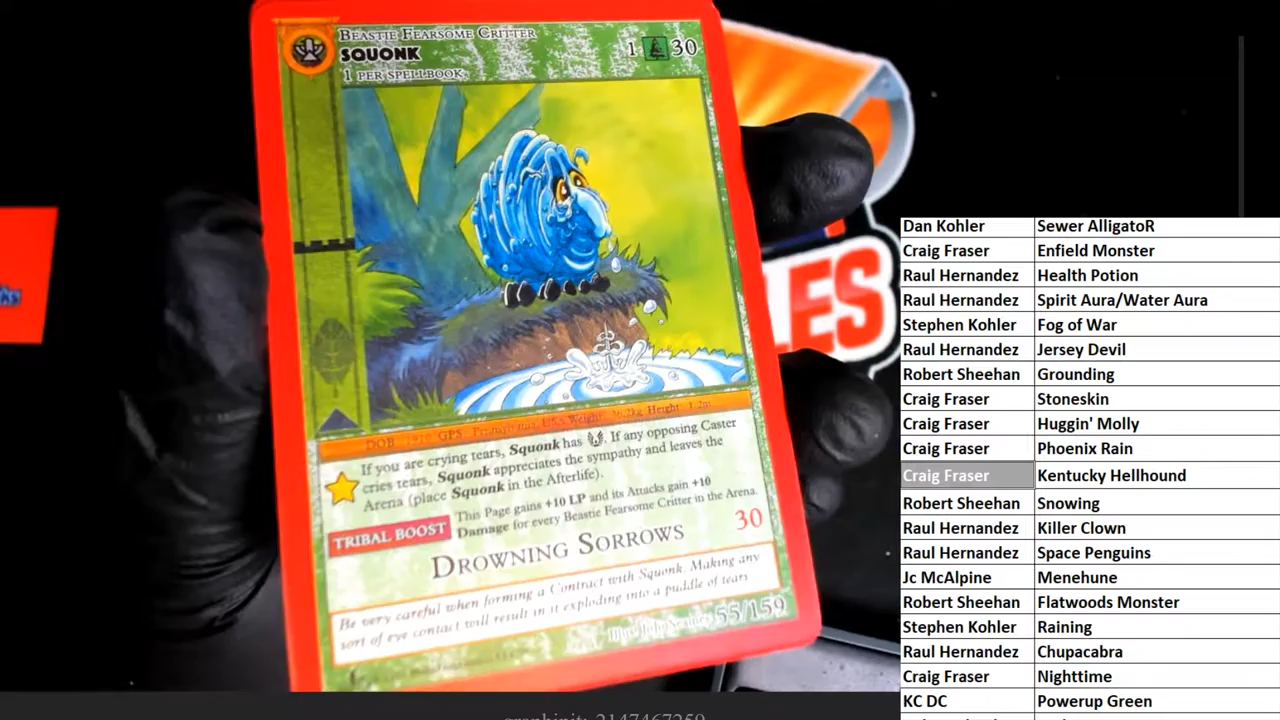 BEASTIE FEARSOME CRITTER
SQUONK
1 30
1 PER SPELLBOOK
DOB: GPS: USA Weight: Height: 1.2m
If you are crying tears, Squonk has . If any opposing Caster
cries tears, Squonk appreciates the sympathy and leaves the
Arena (place Squonk in the Afterlife).
TRIBAL BOOST This Page gains +10 LP and its Attacks gain +10
Damage for every Beastie Fearsome Critter in the Arena.
DROWNING SORROWS 30
Be very careful when forming a Contract with Squonk. Making any
sort of eye contact will result in it exploding into a puddle of tears
55/159
LES
Dan Kohler Sewer AlligatoR
Craig Fraser Enfield Monster
Raul Hernandez Health Potion
Raul Hernandez Spirit Aura/Water Aura
Stephen Kohler Fog of War
Raul Hernandez Jersey Devil
Robert Sheehan Grounding
Craig Fraser Stoneskin
Craig Fraser Huggin' Molly
Craig Fraser Phoenix Rain
Craig Fraser Kentucky Hellhound
Robert Sheehan Snowing
Raul Hernandez Killer Clown
Raul Hernandez Space Penguins
Jc McAlpine Menehune
Robert Sheehan Flatwoods Monster
Stephen Kohler Raining
Raul Hernandez Chupacabra
Craig Fraser Nighttime
KC DC Powerup Green